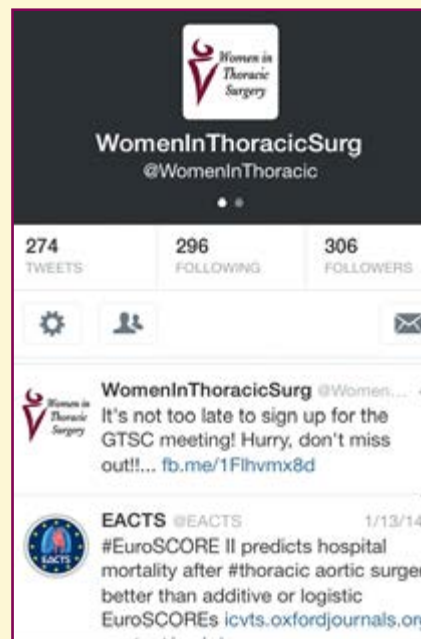 Women in
Thoracic
Surgery
WomenInThoracicSurg
@WomenInThoracic
274
TWEETS
296
FOLLOWING
306
FOLLOWERS
Women in
Thoracic
Surgery
WomenInThoracicSurg @Women...
It's not too late to sign up for the
GTSC meeting! Hurry, don't miss
out!!... fb.me/1Flhvmx8d
EACTS
EACTS @EACTS 1/13/14
#EuroSCORE II predicts hospital
mortality after #thoracic aortic surger
better than additive or logistic
EuroSCOREs icvts.oxfordjournals.org